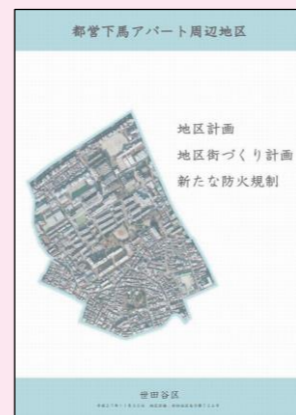 都営下馬アパート周辺地区
地区計画
地区街づくり計画
新たな防火規制
世田谷区